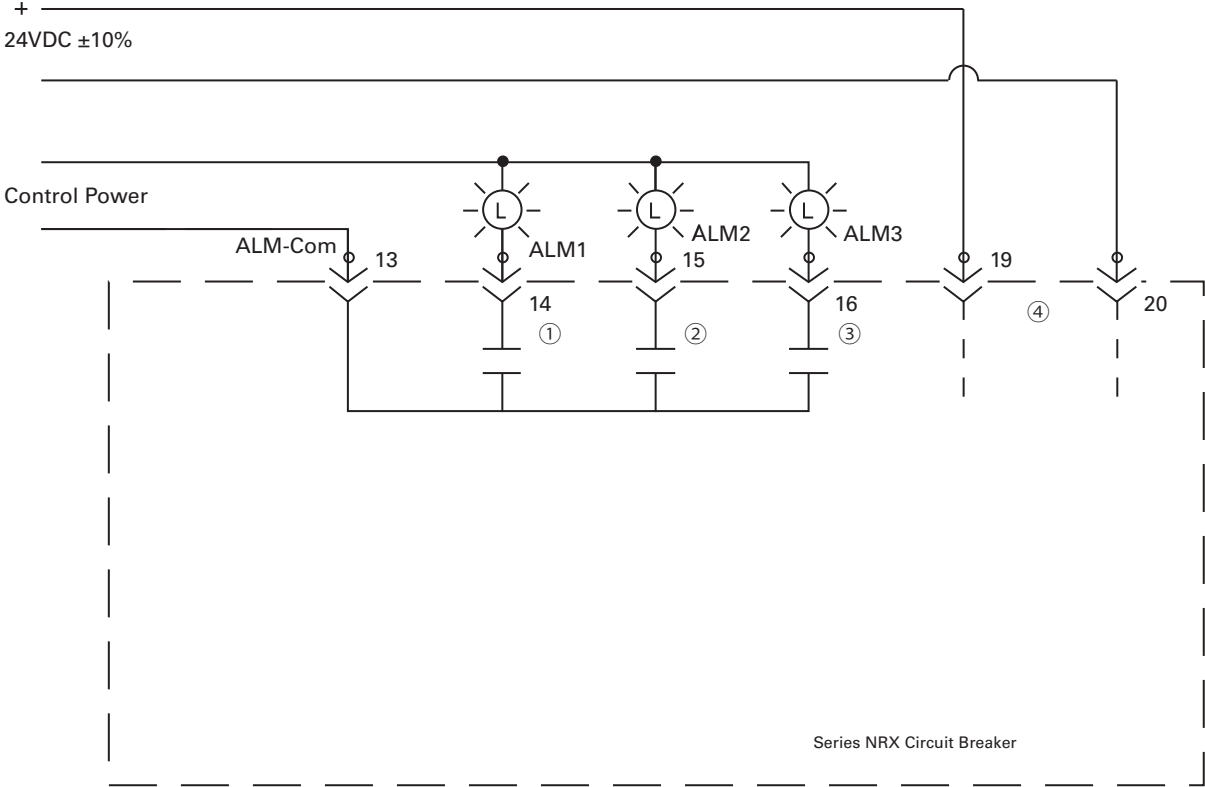 +
24VDC ±10%
Control Power
L
L
L
ALM-Com
13
ALM1
ALM2
15
ALM3
19
14
16
20
①
②
③
④
Series NRX Circuit Breaker